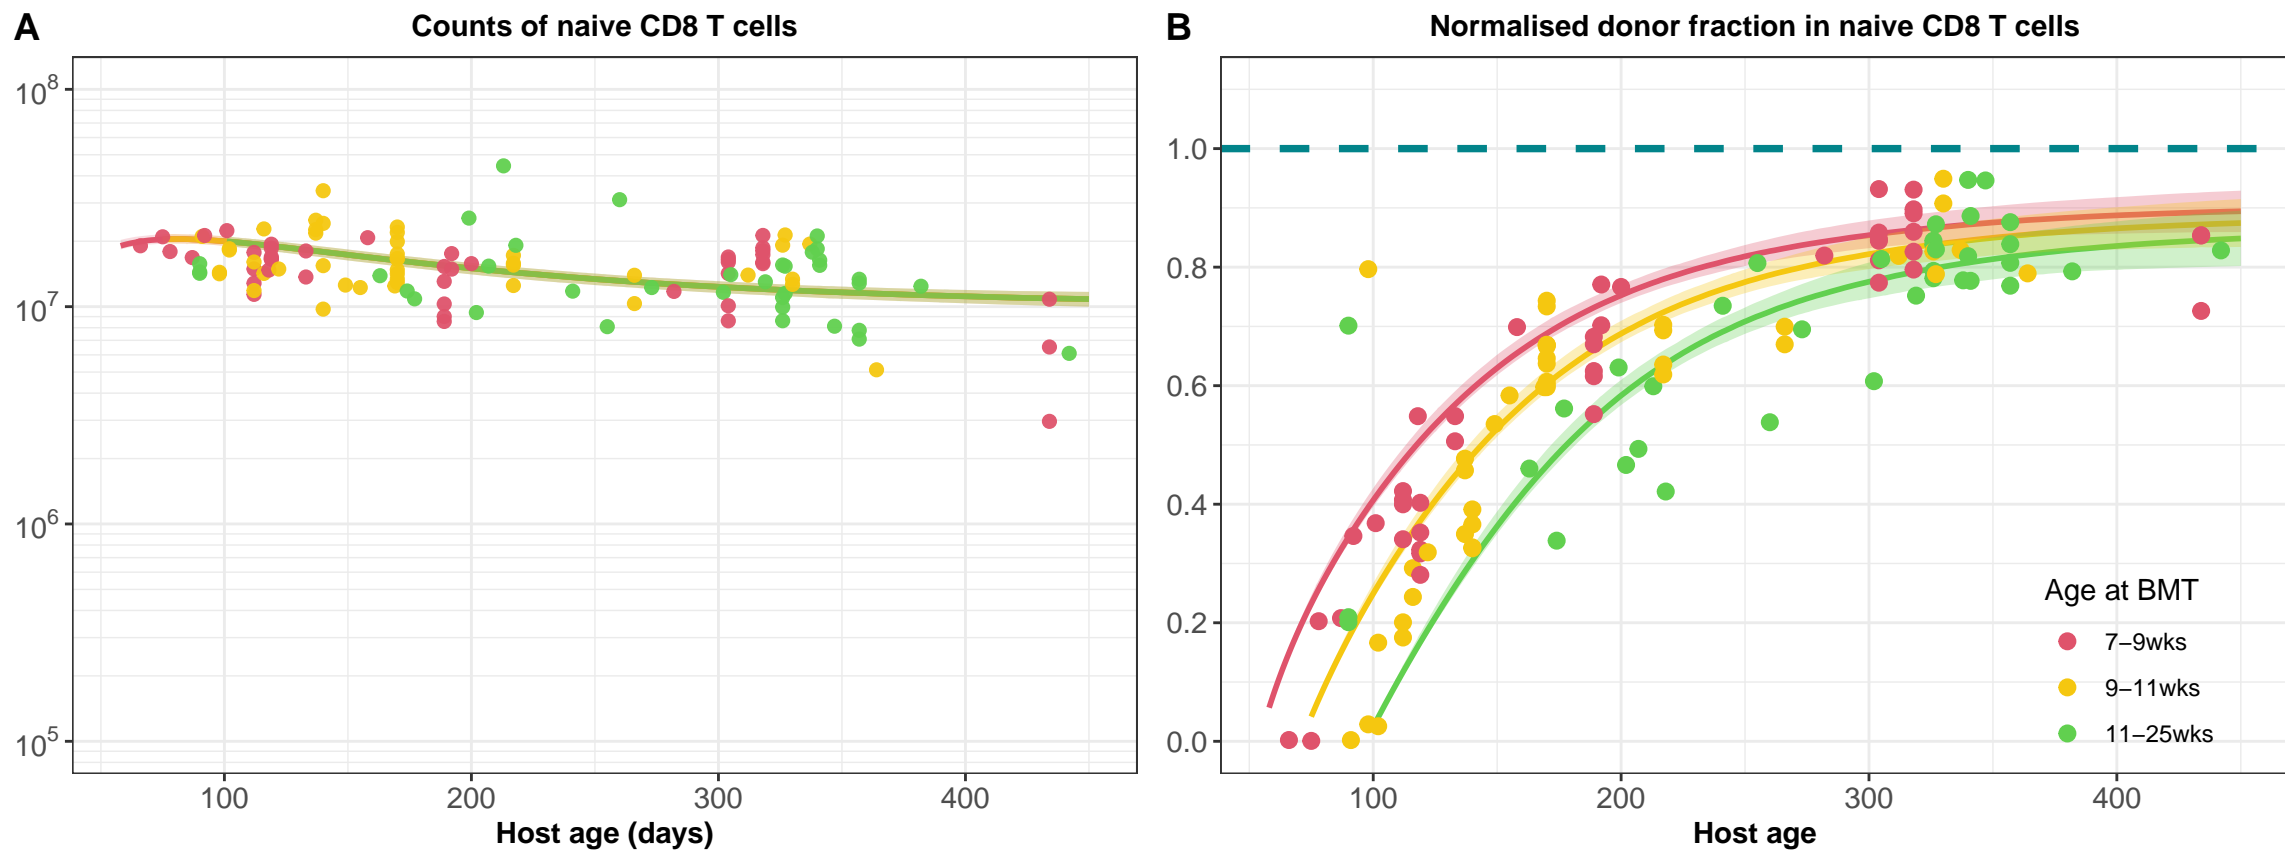 A
Counts of naive CD8 T cells
10^8
10^7
10^6
10^5
100
200
300
400
Host age (days)
B
Normalised donor fraction in naive CD8 T cells
1.0
0.8
0.6
0.4
0.2
0.0
Age at BMT
7–9wks
9–11wks
11–25wks
100
200
300
400
Host age